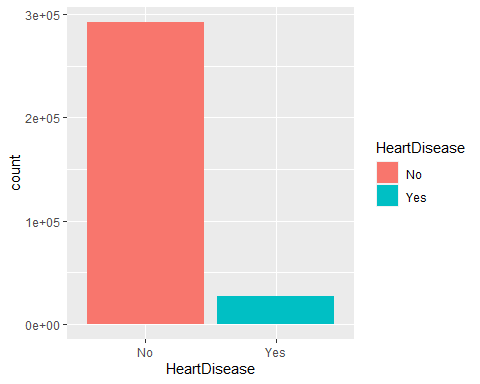 3e+05
2e+05
1e+05
0e+00
count
No
Yes
HeartDisease
HeartDisease
No
Yes